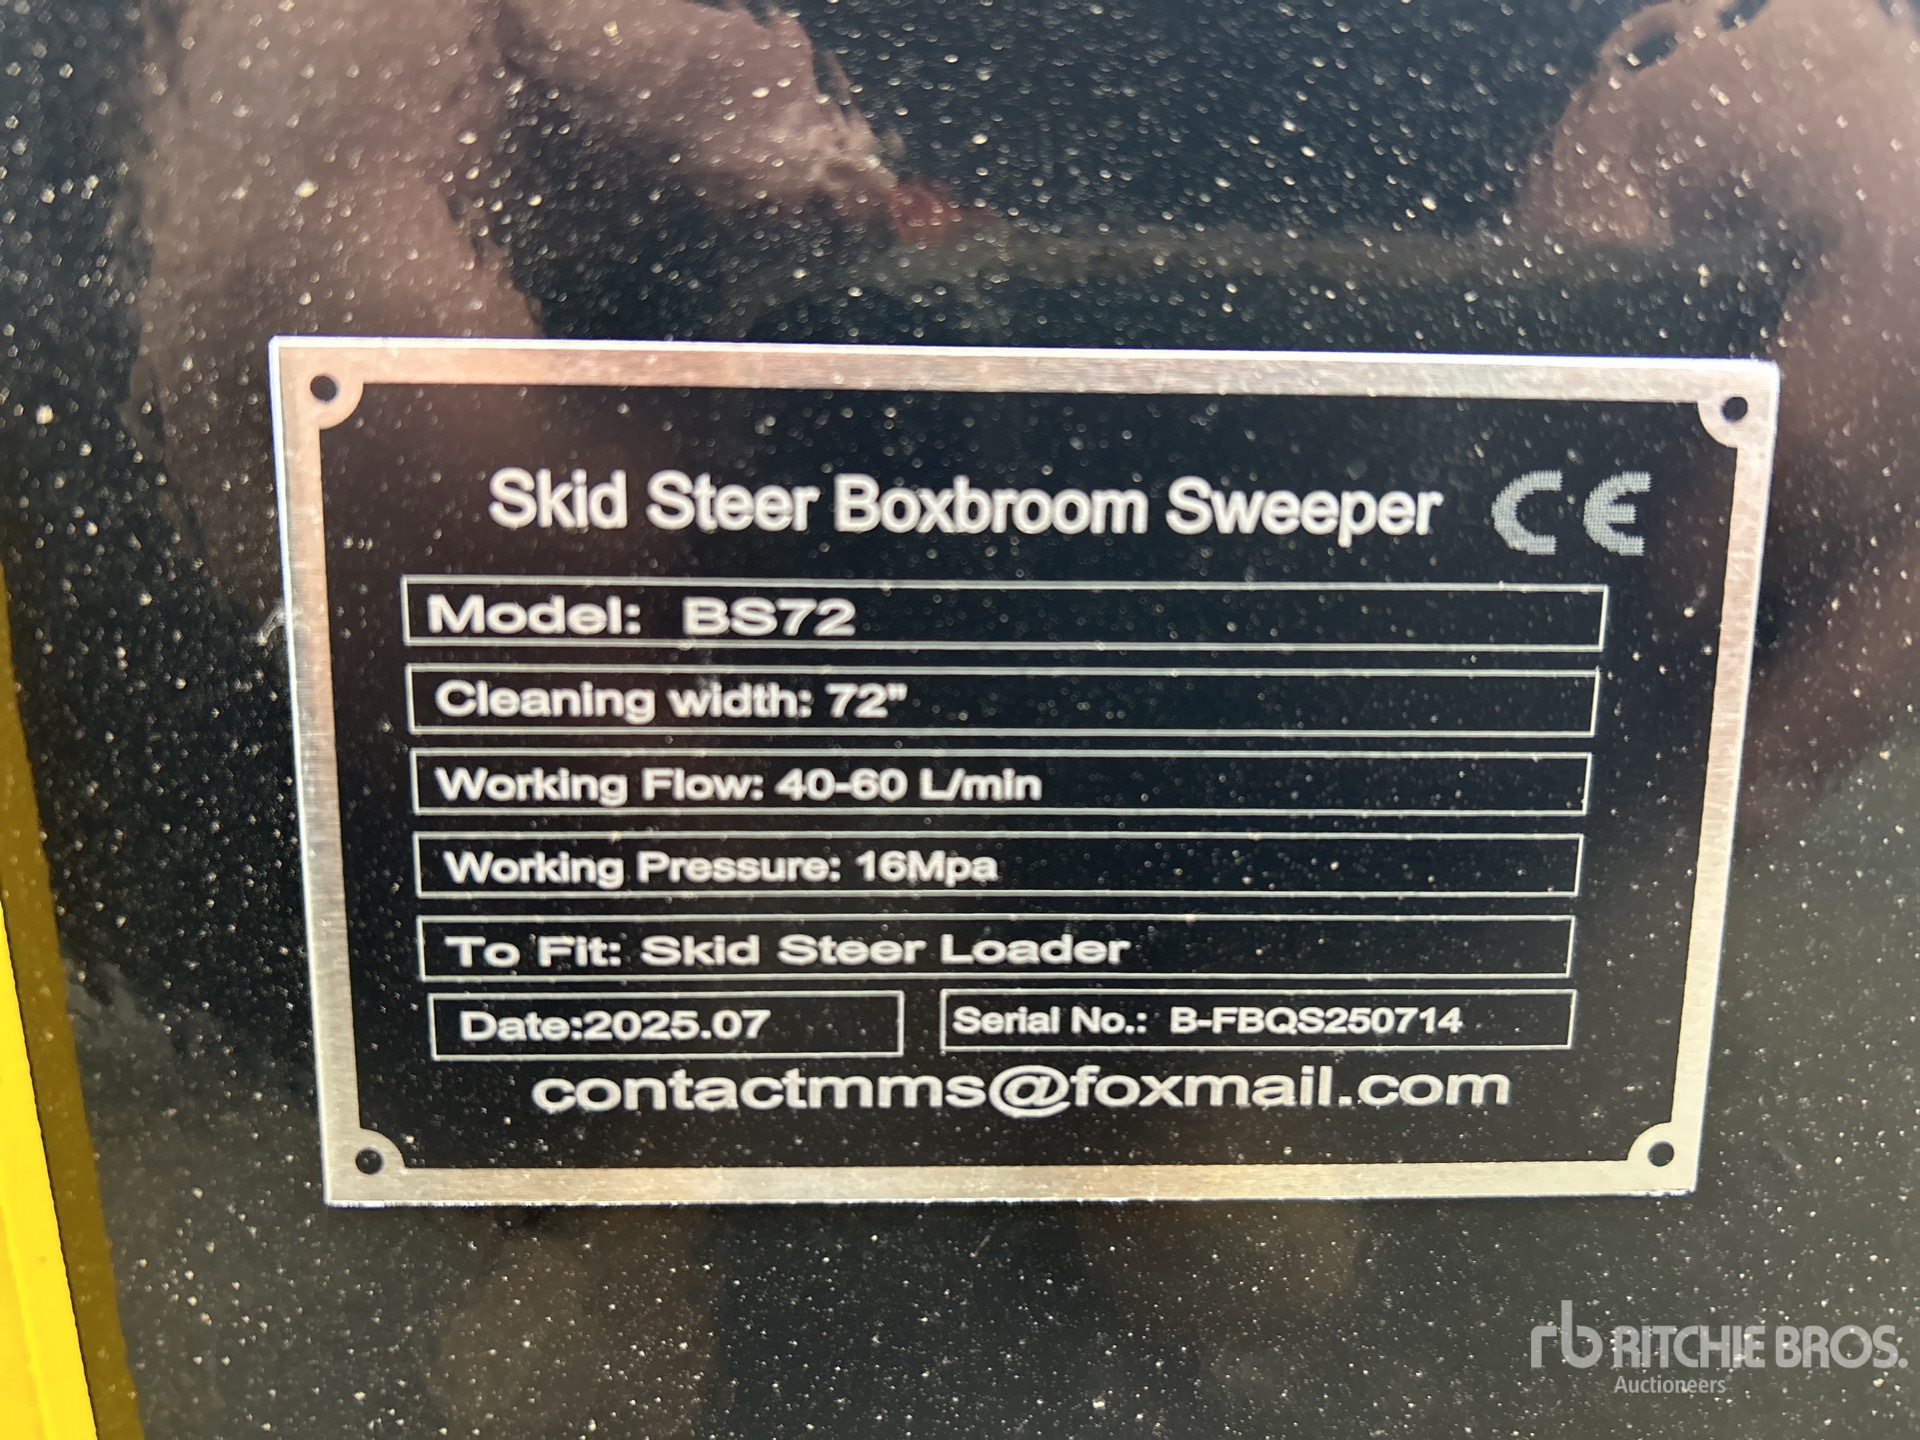 Skid Steer Boxbroom Sweeper CE
Model: BS72
Cleaning width: 72"
Working Flow: 40-60 L/min
Working Pressure: 16Mpa
To Fit: Skid Steer Loader
Date:2025.07 Serial No.: B-FBQS250714
contactmms@foxmail.com
rb RITCHIE BROS.
Auctioneers